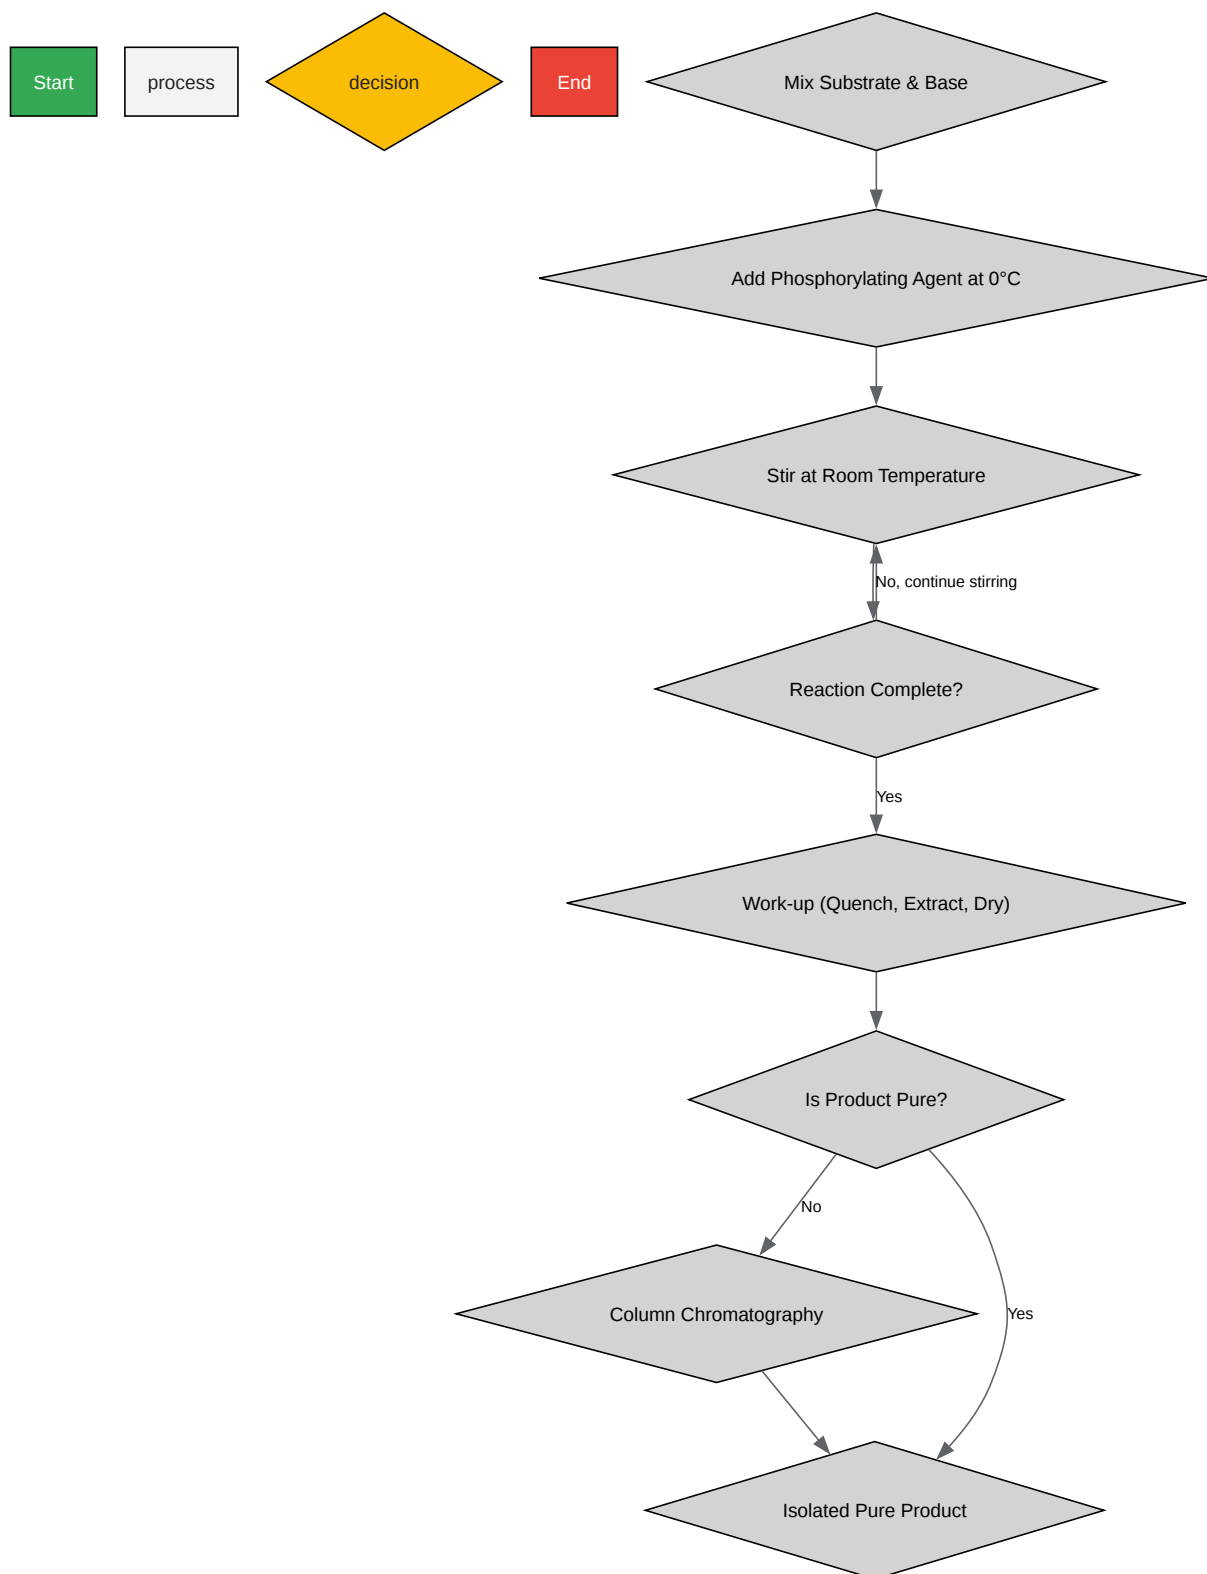 Start
process
decision
End
Mix Substrate & Base
Add Phosphorylating Agent at 0°C
Stir at Room Temperature
No, continue stirring
Reaction Complete?
Yes
Work-up (Quench, Extract, Dry)
Is Product Pure?
No
Column Chromatography
Yes
Isolated Pure Product